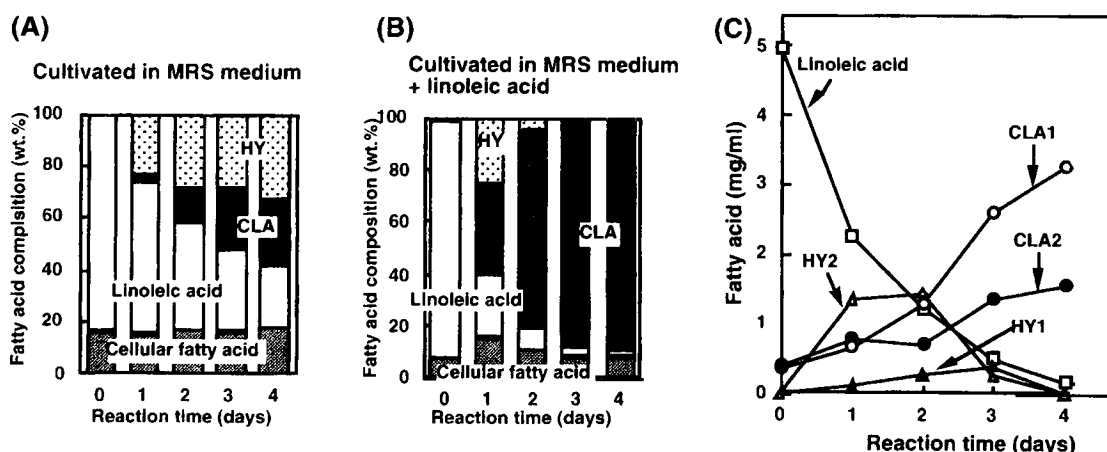 (A)
Cultivated in MRS medium
Fatty acid complsition (wt.%)
100
80
60
40
20
0
HY
CLA
Linoleic acid
Cellular fatty acid
0 1 2 3 4
Reaction time (days)
(B)
Cultivated in MRS medium
+ linoleic acid
Fatty acid composition (wt.%)
100
80
60
40
20
0
HY
CLA
Linoleic acid
Cellular fatty acid
0 1 2 3 4
Reaction time (days)
(C)
Fatty acid (mg/ml)
5
4
3
2
1
0
Linoleic acid
CLA1
CLA2
HY2
HY1
0 1 2 3 4
Reaction time (days)